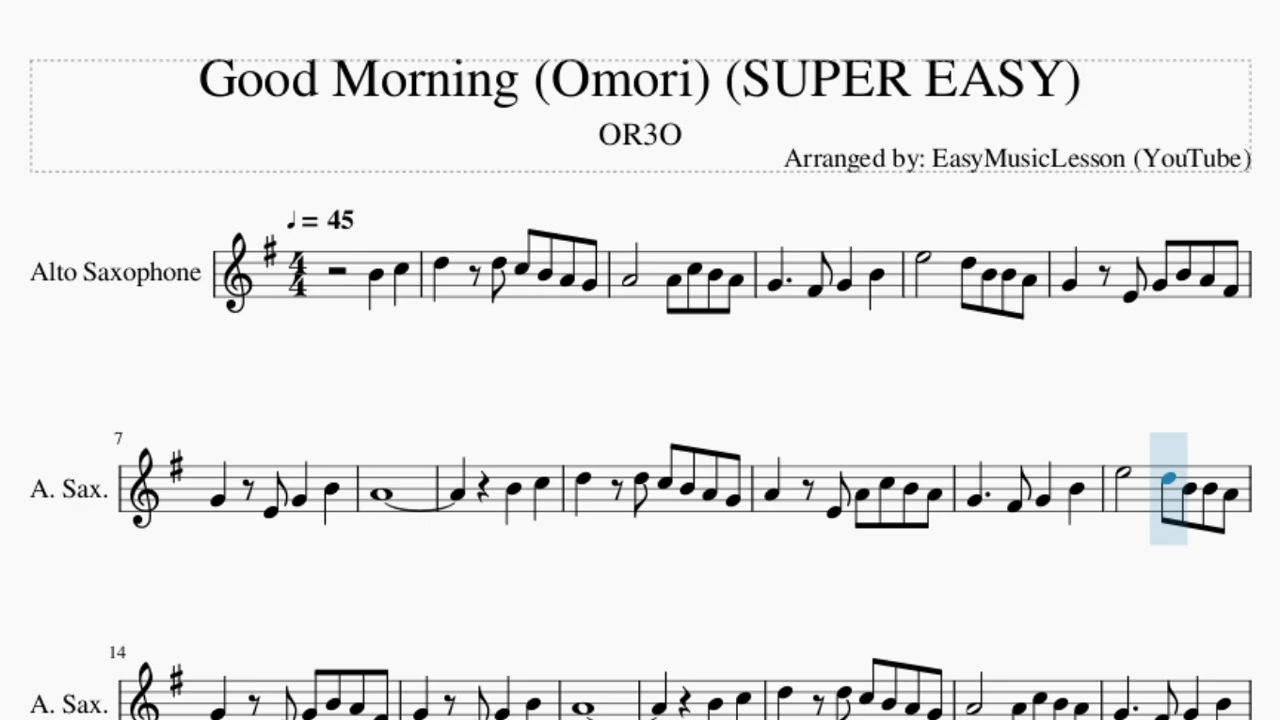 Good Morning (Omori) (SUPER EASY)
OR3O
Arranged by: EasyMusicLesson (YouTube)
♩= 45
Alto Saxophone
4
4
7
A. Sax.
14
A. Sax.